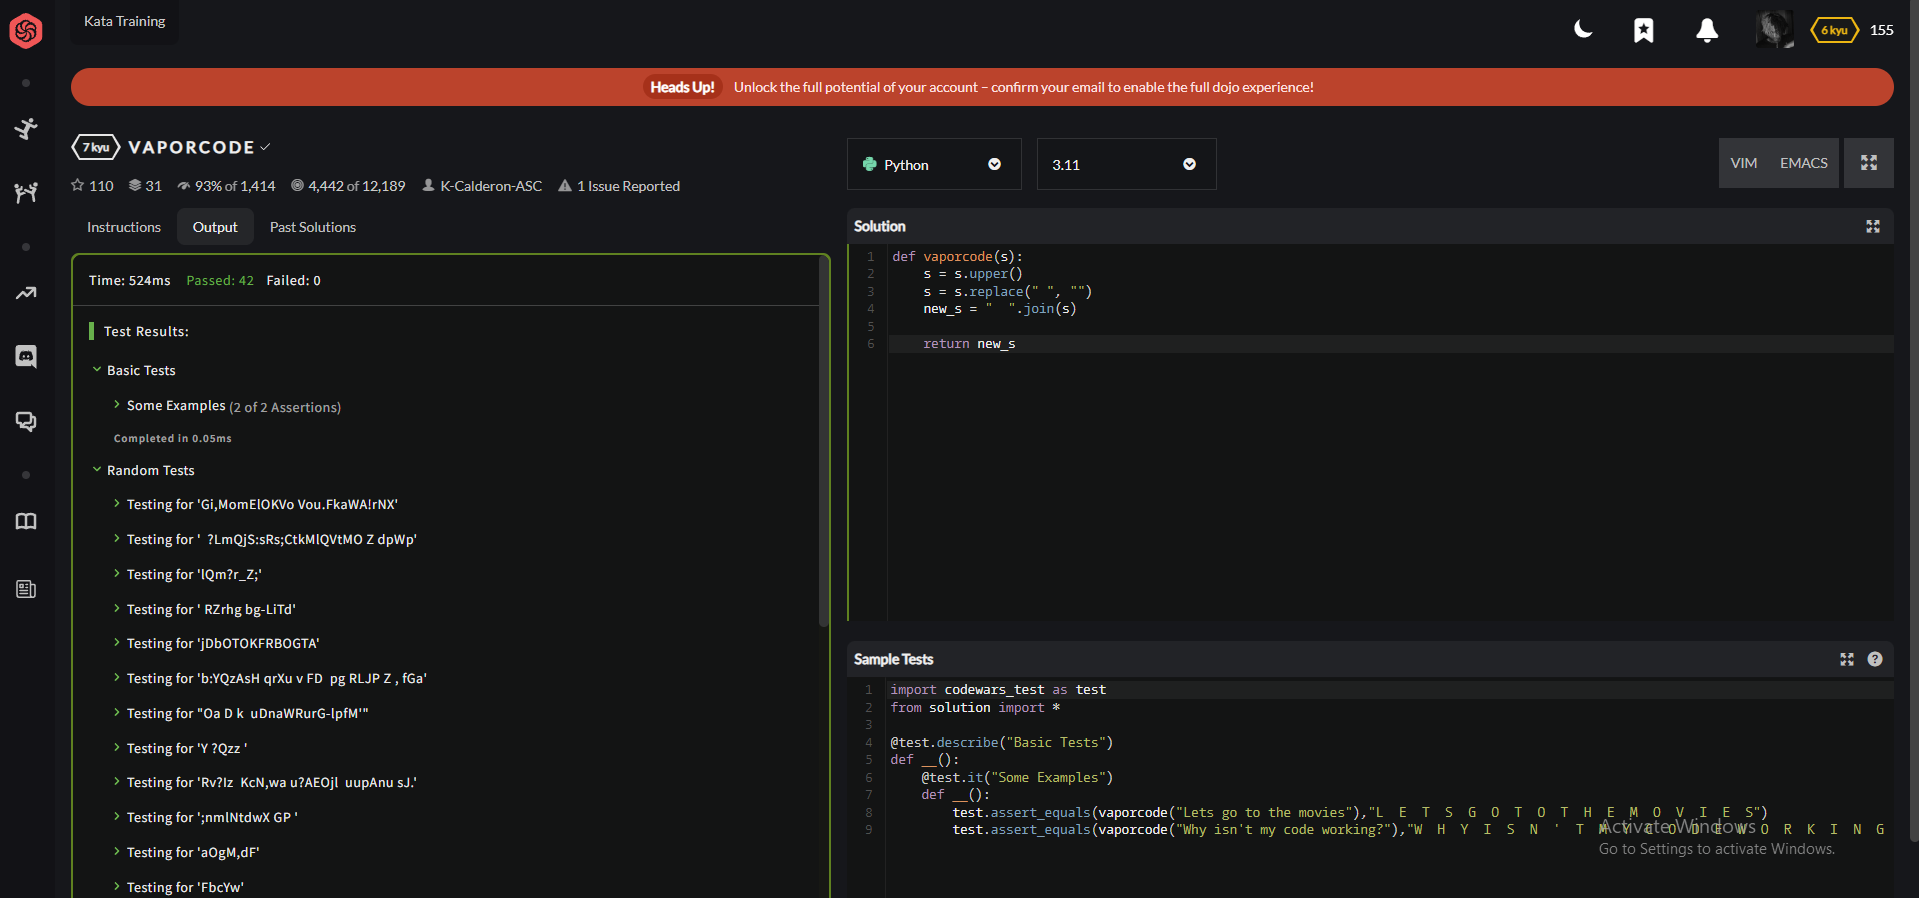 Kata Training
6 kyu 155
Heads Up! Unlock the full potential of your account – confirm your email to enable the full dojo experience!
7 kyu VAPORCODE
110 31 93% of 1,414 4,442 of 12,189 K-Calderon-ASC 1 Issue Reported
Python 3.11 VIM EMACS
Instructions Output Past Solutions
Time: 524ms Passed: 42 Failed: 0
Test Results:
Basic Tests
Some Examples (2 of 2 Assertions)
Completed in 0.05ms
Random Tests
Testing for 'Gi,MomElOKVo Vou.FkaWA!rNX'
Testing for '  ?LmQjS:sRs;CtkMlQVtMO Z dpWp'
Testing for 'lQm?r_Z;'
Testing for ' RZrhg bg-LiTd'
Testing for 'jDbOTOKFRBOGTA'
Testing for 'b:YQzAsH qrXu v FD  pg RLJP Z , fGa'
Testing for "Oa D k  uDnaWRurG-lpfM'"
Testing for 'Y ?Qzz '
Testing for 'Rv?Iz  KcN,wa u?AEOjl  uupAnu sJ.'
Testing for ';nmlNtdwX GP '
Testing for 'aOgM,dF'
Testing for 'FbcYw'
Solution
1 def vaporcode(s):
2     s = s.upper()
3     s = s.replace(" ", "")
4     new_s = "  ".join(s)
5
6     return new_s
Sample Tests
1 import codewars_test as test
2 from solution import *
3
4 @test.describe("Basic Tests")
5 def __():
6     @test.it("Some Examples")
7     def __():
8         test.assert_equals(vaporcode("Lets go to the movies"),"L  E  T  S  G  O  T  O  T  H  E  M  O  V  I  E  S")
9         test.assert_equals(vaporcode("Why isn't my code working?"),"W  H  Y  I  S  N  '  T  M  Y  C  O  D  E  W  O  R  K  I  N  G
Activate Windows
Go to Settings to activate Windows.